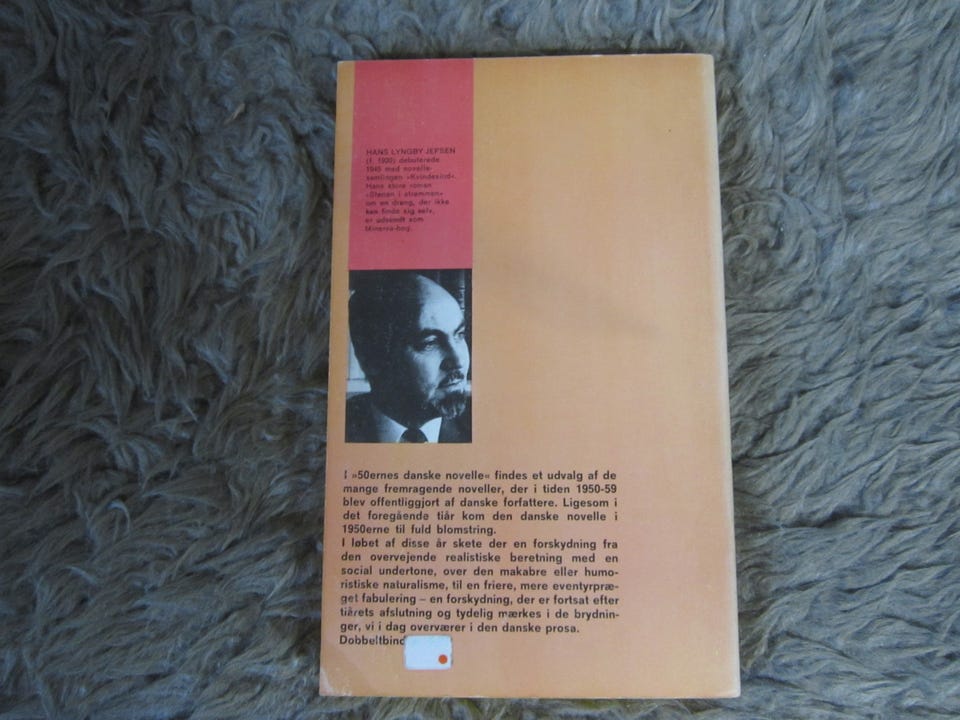 HANS LYNGBY JEPSEN
(f. 1920) debuterede
1945 med novelle-
samlingen »Kvindesind«.
Hans store roman
»Stenen i strømmen«
om en dreng, der ikke
kan finde sig selv,
er udsendt som
Minerva-bog.
I »50ernes danske novelle« findes et udvalg af de
mange fremragende noveller, der i tiden 1950-59
blev offentliggjort af danske forfattere. Ligesom i
det foregående tiår kom den danske novelle i
1950erne til fuld blomstring.
I løbet af disse år skete der en forskydning fra
den overvejende realistiske beretning med en
social undertone, over den makabre eller humo-
ristiske naturalisme, til en friere, mere eventyrpræ-
get fabulering – en forskydning, der er fortsat efter
tiårets afslutning og tydelig mærkes i de brydnin-
ger, vi i dag overværer i den danske prosa.
Dobbeltbind